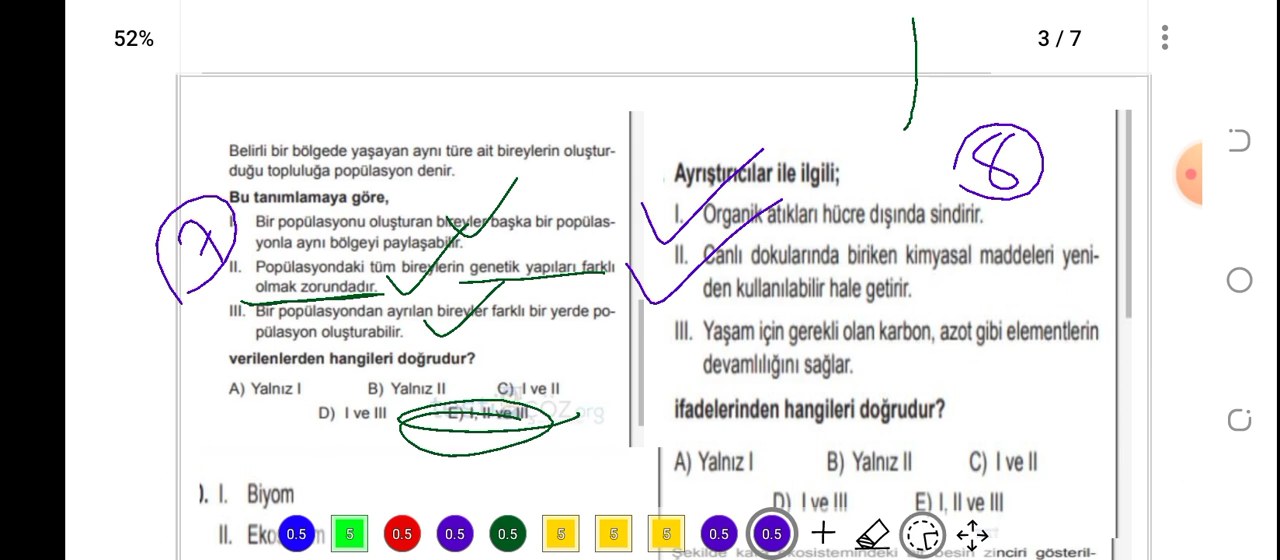 52%
3 / 7
Belirli bir bölgede yaşayan aynı türe ait bireylerin oluştur-
duğu topluluğa popülasyon denir.
Bu tanımlamaya göre,
I. Bir popülasyonu oluşturan bireyler başka bir popülas-
yonla aynı bölgeyi paylaşabilir.
II. Popülasyondaki tüm bireylerin genetik yapıları farklı
olmak zorundadır.
III. Bir popülasyondan ayrılan bireyler farklı bir yerde po-
pülasyon oluşturabilir.
verilenlerden hangileri doğrudur?
A) Yalnız I B) Yalnız II C) I ve II
D) I ve III E) I, II ve III
7
). I. Biyom
II.
8
Ayrıştırıcılar ile ilgili;
I. Organik atıkları hücre dışında sindirir.
II. Canlı dokularında biriken kimyasal maddeleri yeni-
den kullanılabilir hale getirir.
III. Yaşam için gerekli olan karbon, azot gibi elementlerin
devamlılığını sağlar.
ifadelerinden hangileri doğrudur?
A) Yalnız I B) Yalnız II C) I ve II
D) I ve III E) I, II ve III
Şekilde besin zinciri gösteril-
0.5 5 0.5 0.5 0.5 5 5 5 0.5 0.5